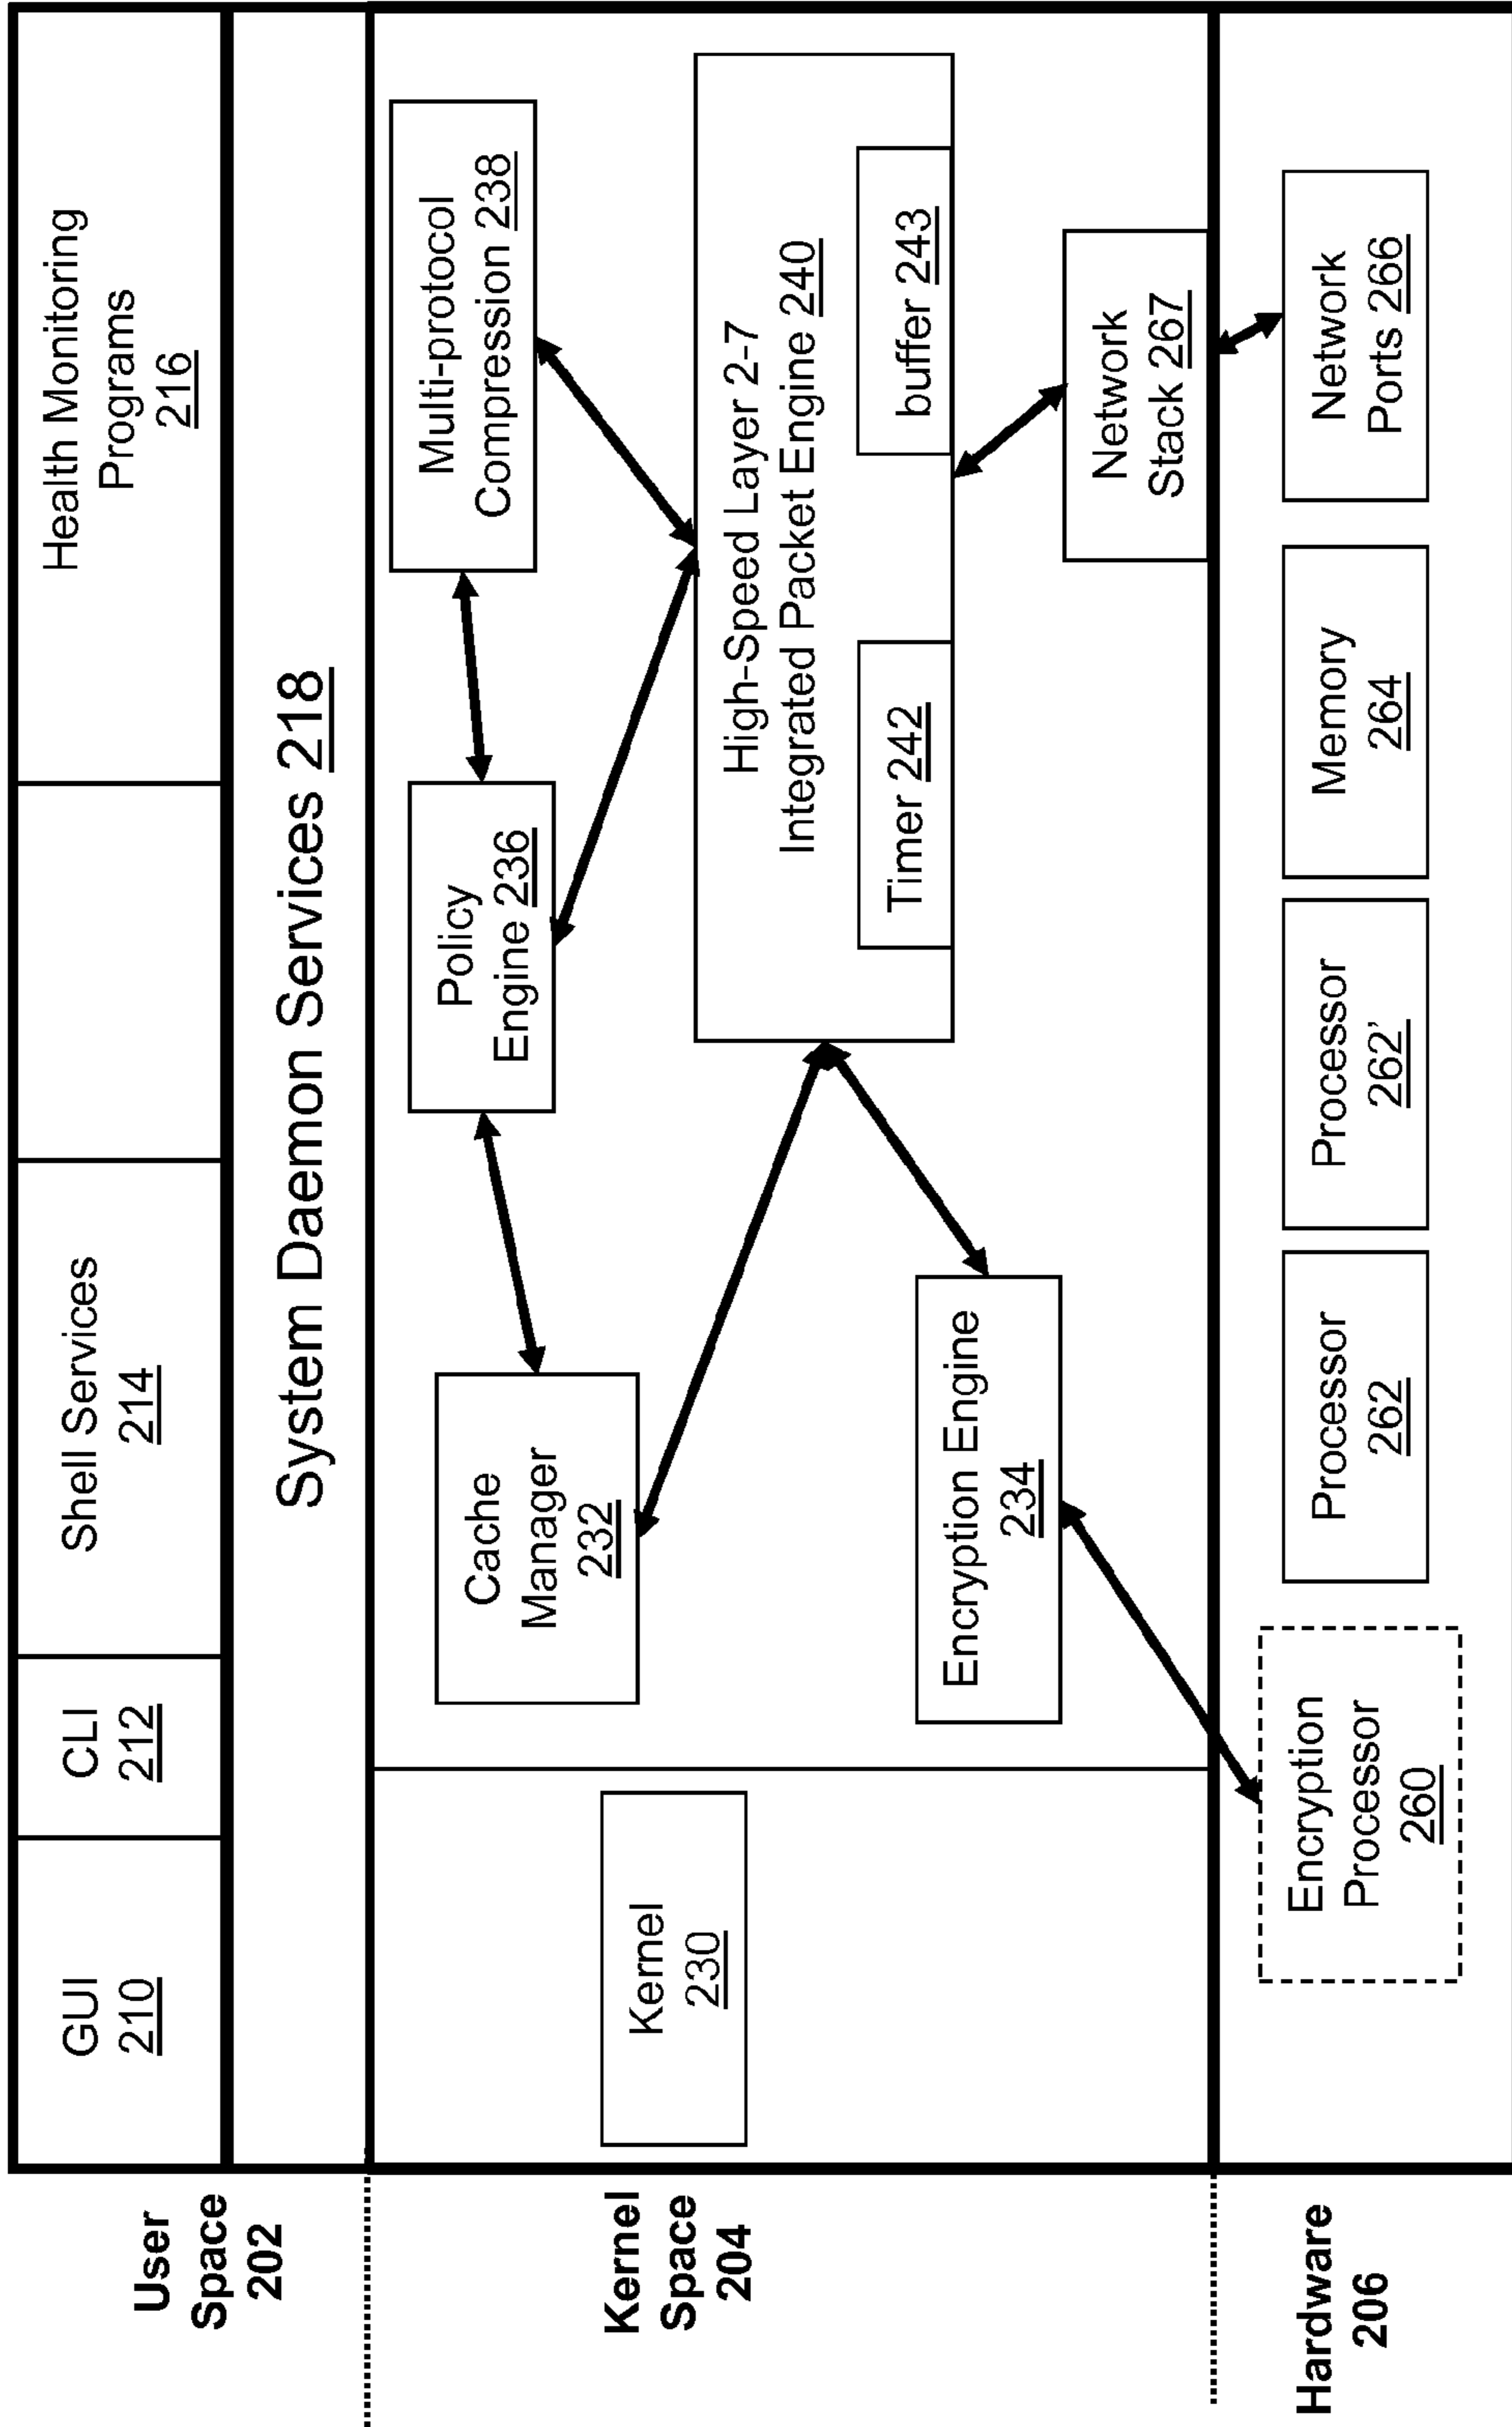 User
Space
202
GUI
210
CLI
212
Shell Services
214
Health Monitoring
Programs
216
System Daemon Services 218
Kernel
Space
204
Kernel
230
Cache
Manager
232
Policy
Engine 236
Multi-protocol
Compression 238
High-Speed Layer 2-7
Integrated Packet Engine 240
Timer 242
buffer 243
Encryption Engine
234
Network
Stack 267
Hardware
206
Encryption
Processor
260
Processor
262
Processor
262’
Memory
264
Network
Ports 266